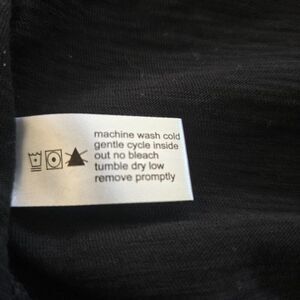 machine wash cold
gentle cycle inside
out no bleach
tumble dry low
remove promptly